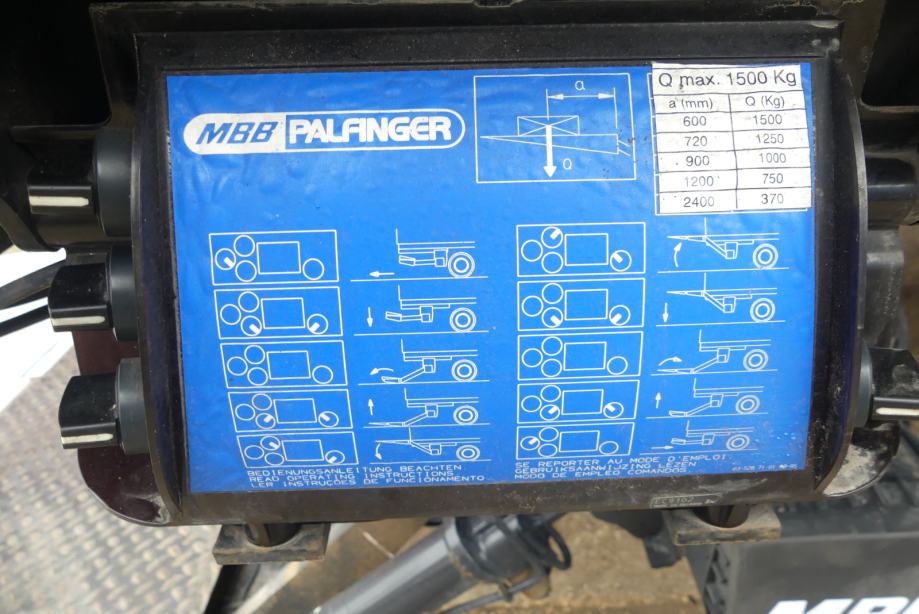 MBB PALFINGER
a
Q
Q max. 1500 Kg
a (mm) Q (Kg)
600 1500
720 1250
900 1000
1200 750
2400 370
BEDIENUNGSANLEITUNG BEACHTEN
READ OPERATING INSTRUCTIONS
LER INSTRUÇÕES DE FUNCIONAMENTO
SE REPORTER AU MODE D'EMPLOI
GEBRUIKSAANWIJZING LEZEN
MODO DE EMPLEO COMANDOS
MBB